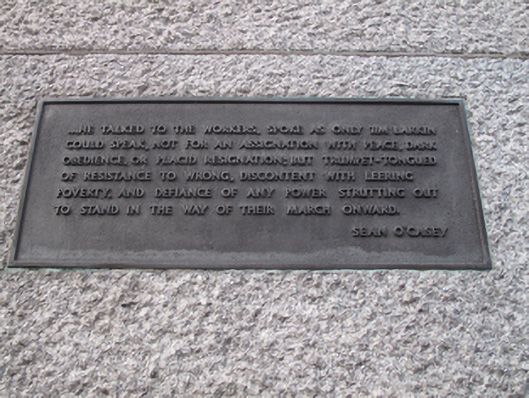 ...HE TALKED TO THE WORKERS, SPOKE AS ONLY JIM LARKIN
COULD SPEAK, NOT FOR AN ASSIGNATION WITH PEACE, DARK
OBEDIENCE, OR PLACID RESIGNATION; BUT TRUMPET-TONGUED
OF RESISTANCE TO WRONG, DISCONTENT WITH LEERING
POVERTY, AND DEFIANCE OF ANY POWER STRUTTING OUT
TO STAND IN THE WAY OF THEIR MARCH ONWARD.
SEAN O'CASEY